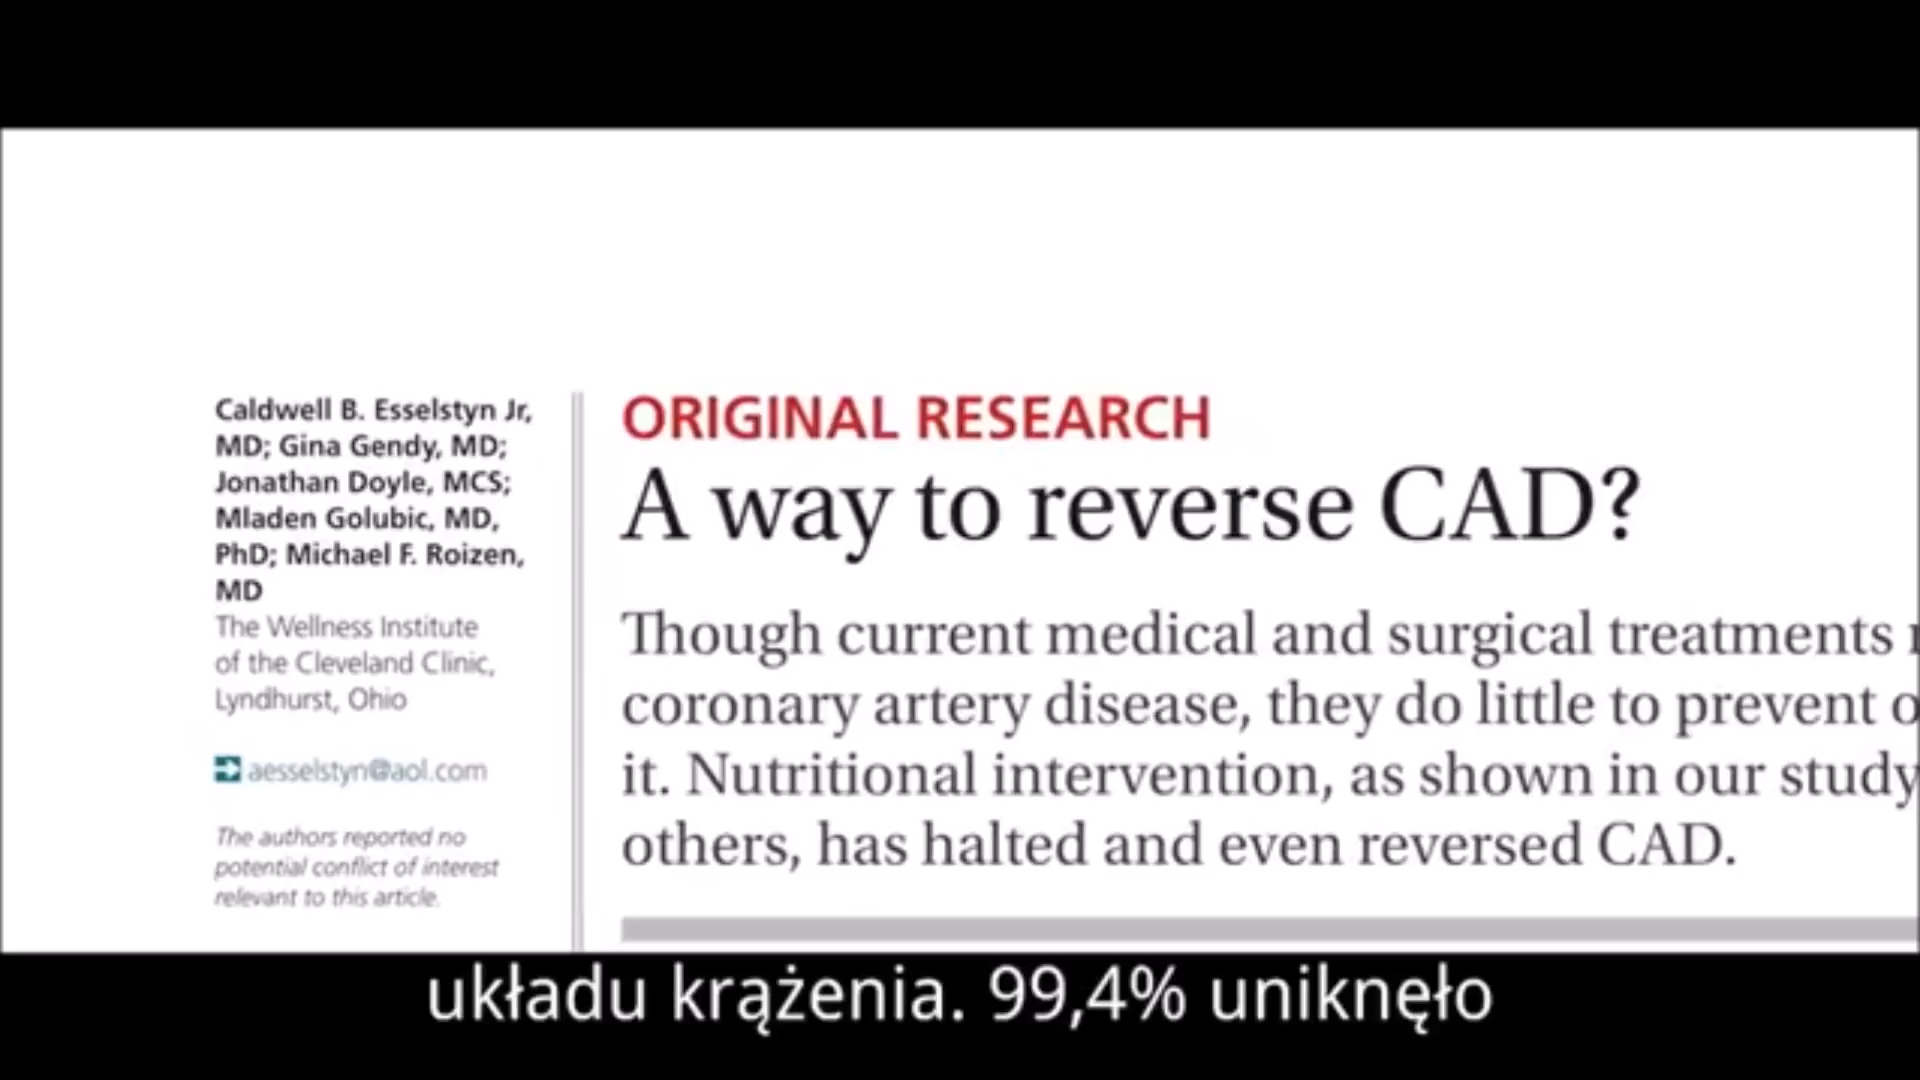 Caldwell B. Esselstyn Jr,
MD; Gina Gendy, MD;
Jonathan Doyle, MCS;
Mladen Golubic, MD,
PhD; Michael F. Roizen,
MD
The Wellness Institute
of the Cleveland Clinic,
Lyndhurst, Ohio
aesselstyn@aol.com
The authors reported no
potential conflict of interest
relevant to this article.
ORIGINAL RESEARCH
A way to reverse CAD?
Though current medical and surgical treatments
coronary artery disease, they do little to prevent
it. Nutritional intervention, as shown in our study
others, has halted and even reversed CAD.
układu krążenia. 99,4% uniknęło